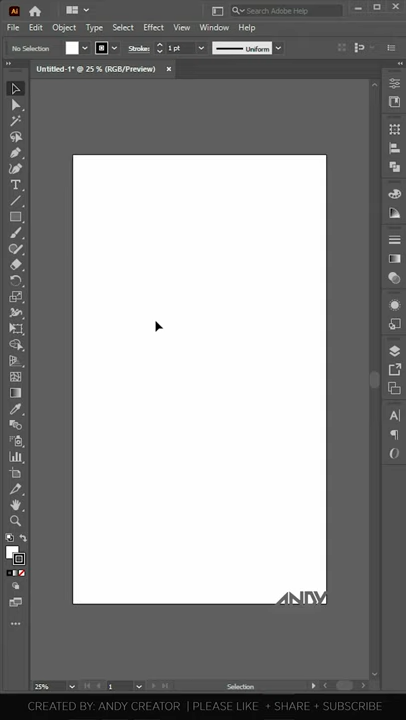 Ai
Search Adobe Help
File Edit Object Type Select Effect View Window Help
No Selection Stroke: 1 pt Uniform
Untitled-1* @ 25 % (RGB/Preview) ×
T
A
ANDY
25% 1 Selection
CREATED BY: ANDY CREATOR | PLEASE LIKE + SHARE + SUBSCRIBE